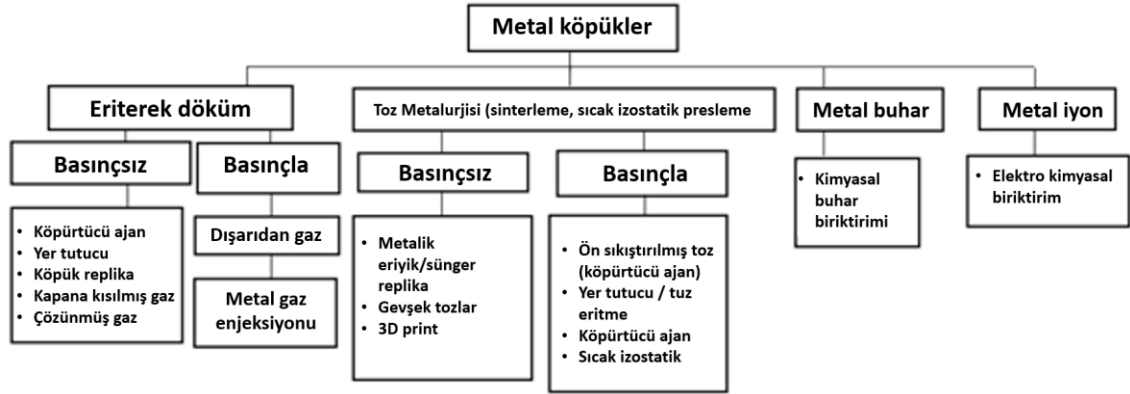 Metal köpükler
Eriterek döküm
Toz Metalurjisi (sinterleme, sıcak izostatik presleme
Metal buhar
Metal iyon
Basınçsız
Basınçla
Basınçsız
Basınçla
• Kimyasal
buhar
biriktirimi
• Elektro kimyasal
biriktirim
• Köpürtücü ajan
• Yer tutucu
• Köpük replika
• Kapana kısılmış gaz
• Çözünmüş gaz
Dışarıdan gaz
Metal gaz
enjeksiyonu
• Metalik
eriyik/sünger
replika
• Gevşek tozlar
• 3D print
• Ön sıkıştırılmış toz
(köpürtücü ajan)
• Yer tutucu / tuz
eritme
• Köpürtücü ajan
• Sıcak izostatik